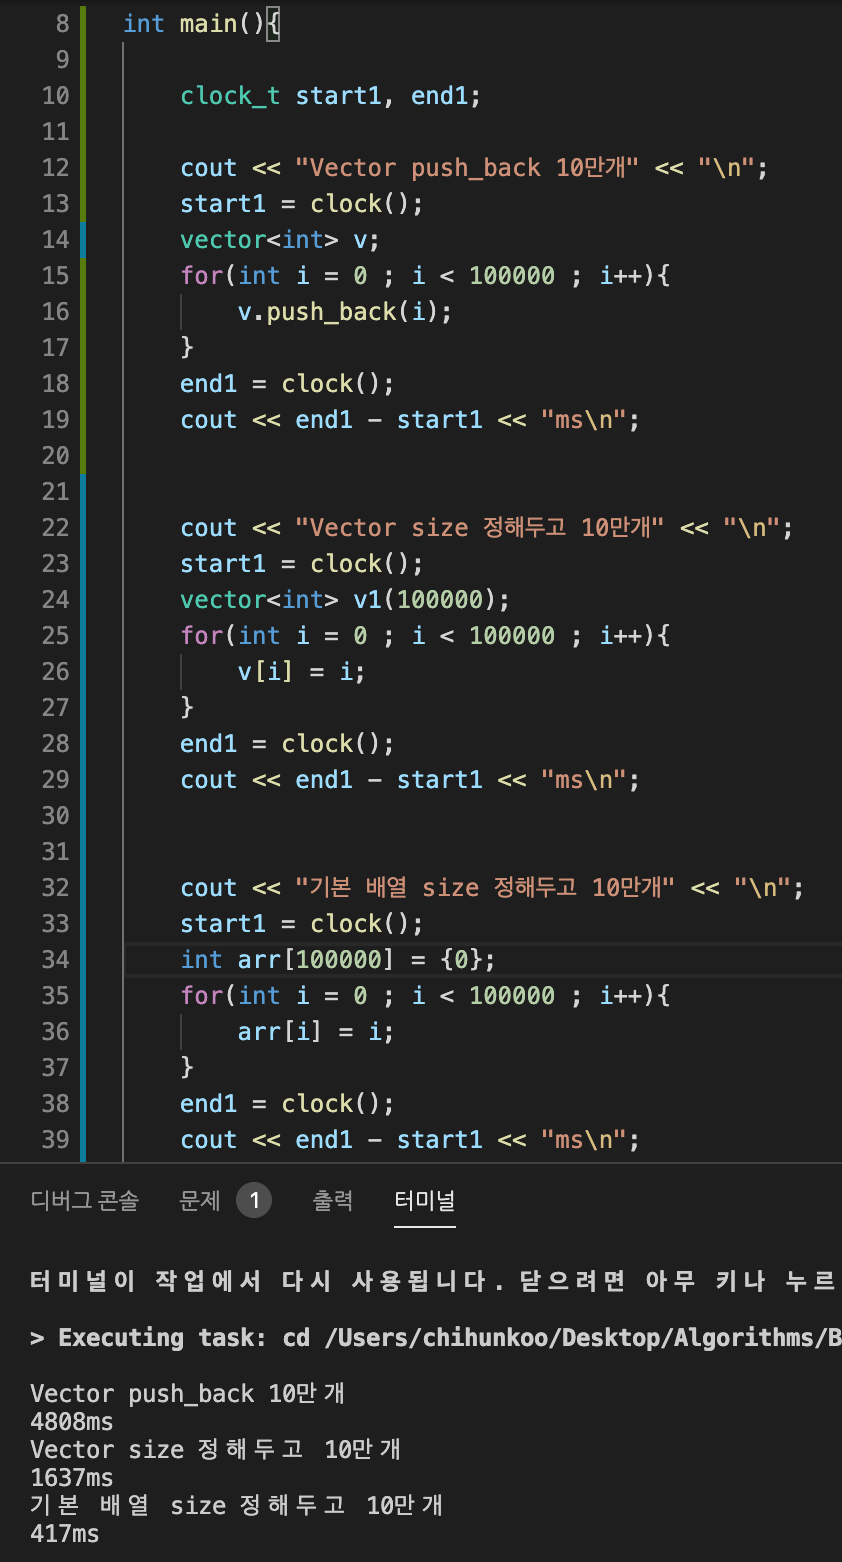 8 int main(){
9
10 clock_t start1, end1;
11
12 cout << "Vector push_back 10만개" << "\n";
13 start1 = clock();
14 vector<int> v;
15 for(int i = 0 ; i < 100000 ; i++){
16 v.push_back(i);
17 }
18 end1 = clock();
19 cout << end1 - start1 << "ms\n";
20
21
22 cout << "Vector size 정해두고 10만개" << "\n";
23 start1 = clock();
24 vector<int> v1(100000);
25 for(int i = 0 ; i < 100000 ; i++){
26 v[i] = i;
27 }
28 end1 = clock();
29 cout << end1 - start1 << "ms\n";
30
31
32 cout << "기본 배열 size 정해두고 10만개" << "\n";
33 start1 = clock();
34 int arr[100000] = {0};
35 for(int i = 0 ; i < 100000 ; i++){
36 arr[i] = i;
37 }
38 end1 = clock();
39 cout << end1 - start1 << "ms\n";
디버그 콘솔 문제 1 출력 터미널
터미널이 작업에서 다시 사용됩니다. 닫으려면 아무 키나 누르
> Executing task: cd /Users/chihunkoo/Desktop/Algorithms/B
Vector push_back 10만개
4808ms
Vector size 정해두고 10만개
1637ms
기본 배열 size 정해두고 10만개
417ms